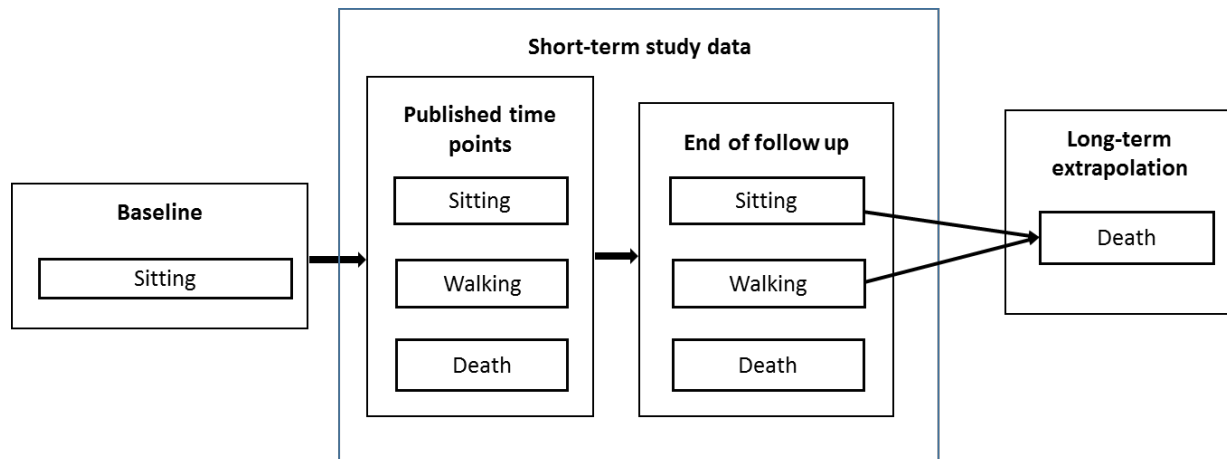 Short-term study data
Baseline
Sitting
Published time
points
Sitting
Walking
Death
End of follow up
Sitting
Walking
Death
Long-term
extrapolation
Death